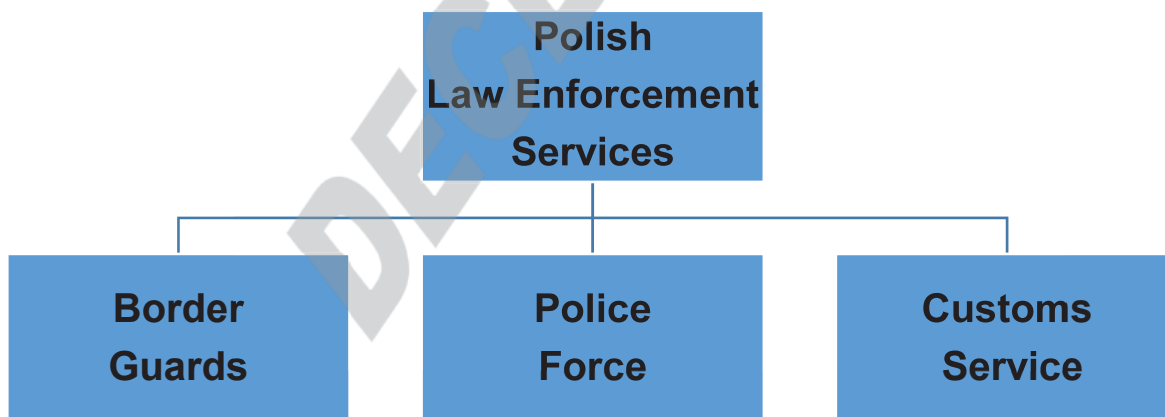 Polish
Law Enforcement
Services
Border
Guards
Police
Force
Customs
Service